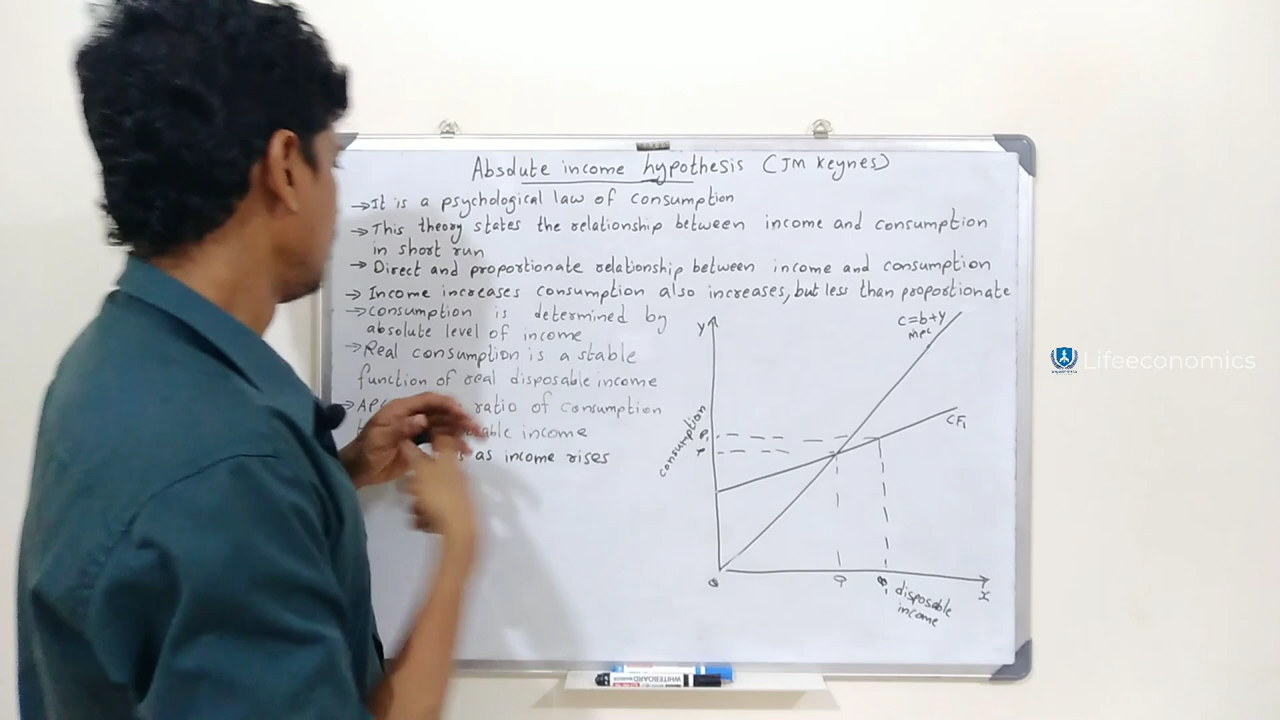 Absolute income hypothesis (JM Keynes)
→ It is a psychological law of consumption
→ This theory states the relationship between income and consumption
in short run
→ Direct and proportionate relationship between income and consumption
→ Income increases consumption also increases, but less than proportionate
→ consumption is determined by
absolute level of income
→ Real consumption is a stable
function of real disposable income
→ ratio of consumption
income
as income rises
Y
C=b+Y
MPC
CF1
consumption
O
disposable
income
X
WHITEBOARD
Lifeeconomics